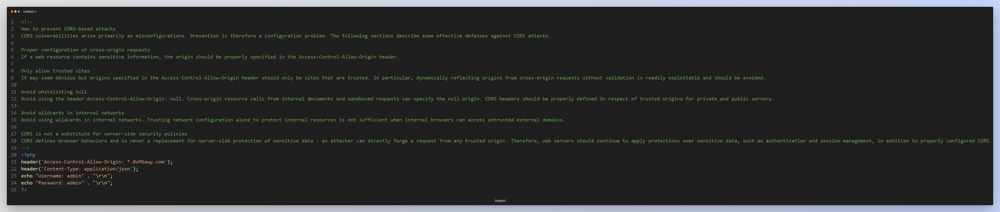 Untitled-1
1 <!--
2 How to prevent CORS-based attacks
3 CORS vulnerabilities arise primarily as misconfigurations. Prevention is therefore a configuration problem. The following sections describe some effective defenses against CORS attacks.
4
5 Proper configuration of cross-origin requests
6 If a web resource contains sensitive information, the origin should be properly specified in the Access-Control-Allow-Origin header.
7
8 Only allow trusted sites
9 It may seem obvious but origins specified in the Access-Control-Allow-Origin header should only be sites that are trusted. In particular, dynamically reflecting origins from cross-origin requests without validation is readily exploitable and should be avoided.
10
11 Avoid whitelisting null
12 Avoid using the header Access-Control-Allow-Origin: null. Cross-origin resource calls from internal documents and sandboxed requests can specify the null origin. CORS headers should be properly defined in respect of trusted origins for private and public servers.
13
14 Avoid wildcards in internal networks
15 Avoid using wildcards in internal networks. Trusting network configuration alone to protect internal resources is not sufficient when internal browsers can access untrusted external domains.
16
17 CORS is not a substitute for server-side security policies
18 CORS defines browser behaviors and is never a replacement for server-side protection of sensitive data - an attacker can directly forge a request from any trusted origin. Therefore, web servers should continue to apply protections over sensitive data, such as authentication and session management, in addition to properly configured CORS
19 -->
20 <?php
21 header('Access-Control-Allow-Origin: *.0xM5awy.com');
22 header('Content-Type: application/json');
23 echo "Username: admin" . "\r\n";
24 echo "Password: admin" . "\r\n";
25 ?>
Snipped